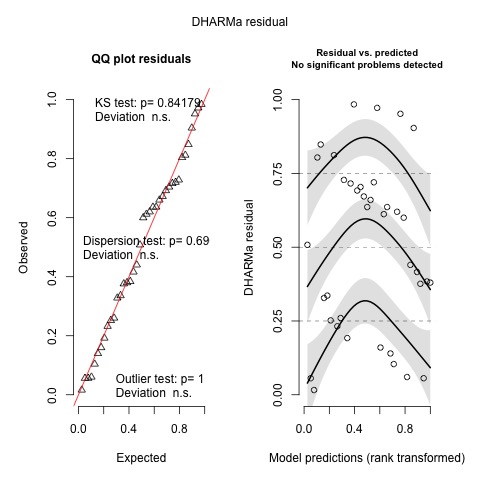 DHARMa residual
QQ plot residuals
KS test: p= 0.84179
Deviation n.s.
Dispersion test: p= 0.69
Deviation n.s.
Outlier test: p= 1
Deviation n.s.
Observed
0.0
0.2
0.4
0.6
0.8
1.0
0.0
0.4
0.8
Expected
Residual vs. predicted
No significant problems detected
DHARMa residual
0.00
0.25
0.50
0.75
1.00
0.0
0.4
0.8
Model predictions (rank transformed)